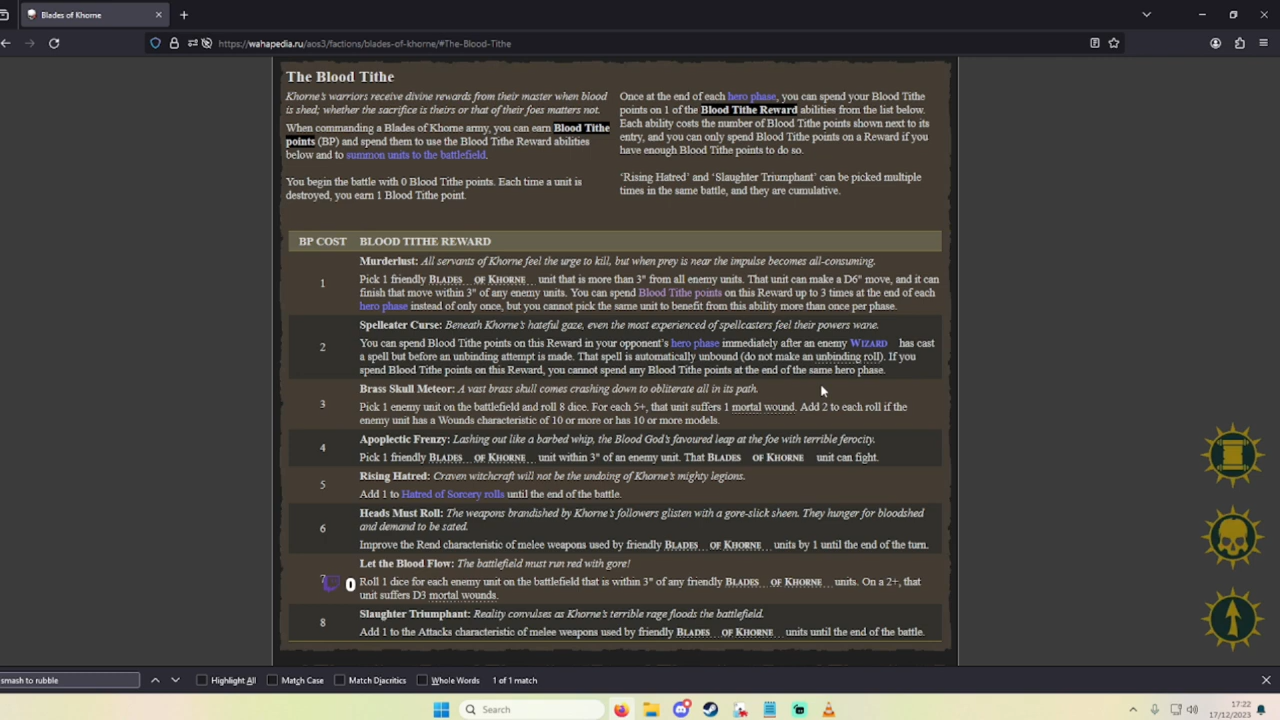 Blades of Khorne
https://wahapedia.ru/aos3/factions/blades-of-khorne/#The-Blood-Tithe
The Blood Tithe
Khorne's warriors receive divine rewards from their master when blood
is shed; whether the sacrifice is theirs or that of their foes matters not.
When commanding a Blades of Khorne army, you can earn Blood Tithe
points (BP) and spend them to use the Blood Tithe Reward abilities
below and to summon units to the battlefield.
You begin the battle with 0 Blood Tithe points. Each time a unit is
destroyed, you earn 1 Blood Tithe point.
Once at the end of each hero phase, you can spend your Blood Tithe
points on 1 of the Blood Tithe Reward abilities from the list below.
Each ability costs the number of Blood Tithe points shown next to its
entry, and you can only spend Blood Tithe points on a Reward if you
have enough Blood Tithe points to do so.
'Rising Hatred' and 'Slaughter Triumphant' can be picked multiple
times in the same battle, and they are cumulative.
BP COST BLOOD TITHE REWARD
1
Murderlust: All servants of Khorne feel the urge to kill, but when prey is near the impulse becomes all-consuming.
Pick 1 friendly BLADES OF KHORNE unit that is more than 3" from all enemy units. That unit can make a D6" move, and it can
finish that move within 3" of any enemy units. You can spend Blood Tithe points on this Reward up to 3 times at the end of each
hero phase instead of only once, but you cannot pick the same unit to benefit from this ability more than once per phase.
2
Spelleater Curse: Beneath Khorne's hateful gaze, even the most experienced of spellcasters feel their powers wane.
You can spend Blood Tithe points on this Reward in your opponent's hero phase immediately after an enemy WIZARD has cast
a spell but before an unbinding attempt is made. That spell is automatically unbound (do not make an unbinding roll). If you
spend Blood Tithe points on this Reward, you cannot spend any Blood Tithe points at the end of the same hero phase.
3
Brass Skull Meteor: A vast brass skull comes crashing down to obliterate all in its path.
Pick 1 enemy unit on the battlefield and roll 8 dice. For each 5+, that unit suffers 1 mortal wound. Add 2 to each roll if the
enemy unit has a Wounds characteristic of 10 or more or has 10 or more models.
4
Apoplectic Frenzy: Lashing out like a barbed whip, the Blood God's favoured leap at the foe with terrible ferocity.
Pick 1 friendly BLADES OF KHORNE unit within 3" of an enemy unit. That BLADES OF KHORNE unit can fight.
5
Rising Hatred: Craven witchcraft will not be the undoing of Khorne's mighty legions.
Add 1 to Hatred of Sorcery rolls until the end of the battle.
6
Heads Must Roll: The weapons brandished by Khorne's followers glisten with a gore-slick sheen. They hunger for bloodshed
and demand to be sated.
Improve the Rend characteristic of melee weapons used by friendly BLADES OF KHORNE units by 1 until the end of the turn.
7 0
Let the Blood Flow: The battlefield must run red with gore!
Roll 1 dice for each enemy unit on the battlefield that is within 3" of any friendly BLADES OF KHORNE units. On a 2+, that
unit suffers D3 mortal wounds.
8
Slaughter Triumphant: Reality convulses as Khorne's terrible rage floods the battlefield.
Add 1 to the Attacks characteristic of melee weapons used by friendly BLADES OF KHORNE units until the end of the battle.
smash to rubble Highlight All Match Case Match Diacritics Whole Words 1 of 1 match
Search
17:22
17/12/2023